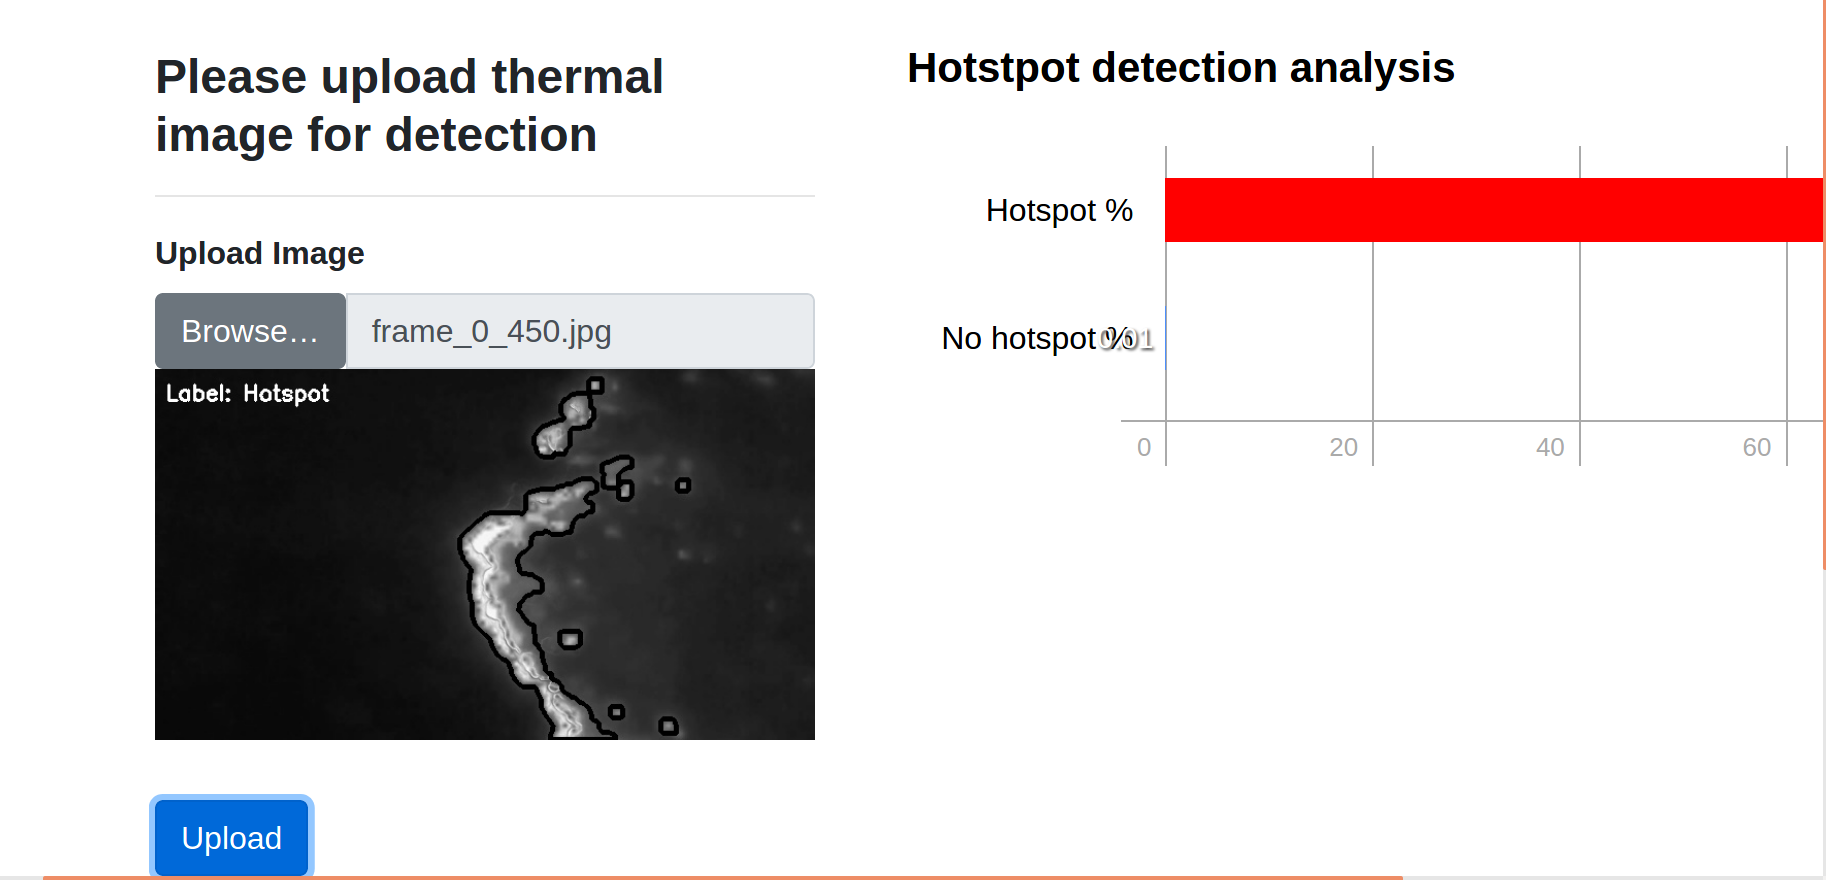 Please upload thermal
image for detection
Upload Image
Browse... frame_0_450.jpg
Label: Hotspot
Upload
Hotstpot detection analysis
Hotspot %
No hotspot % 0.01
0 20 40 60